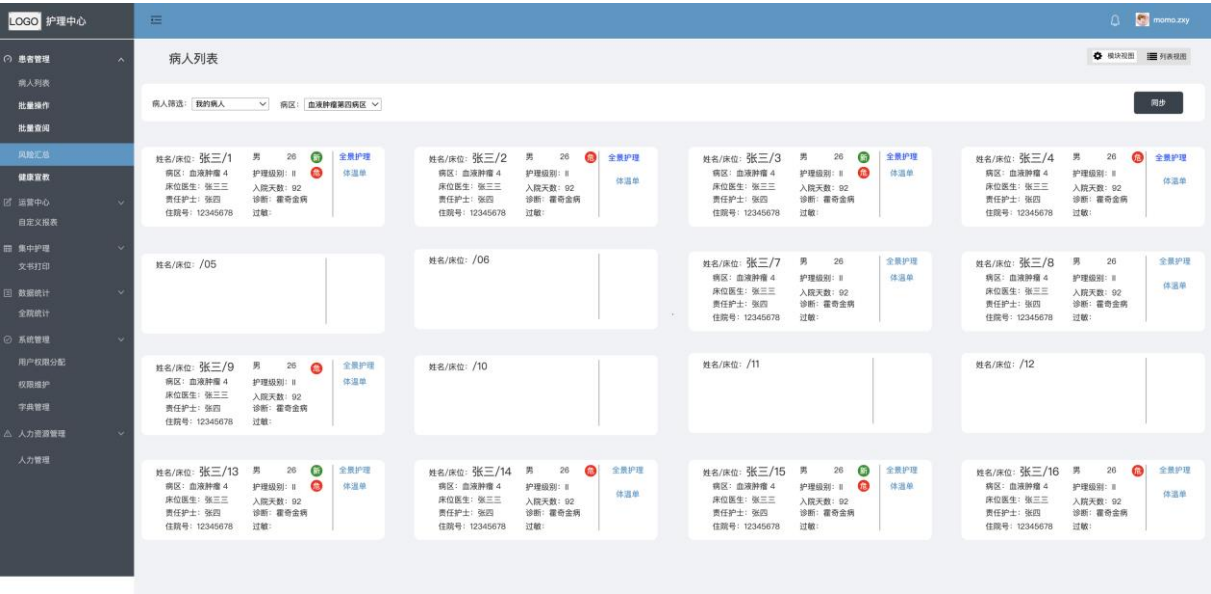 LOGO 护理中心
momo.zxy
患者管理
病人列表
批量操作
批量查阅
风险汇总
健康宣教
运营中心
自定义报表
集中护理
文书打印
数据统计
全院统计
系统管理
用户权限分配
权限维护
字典管理
人力资源管理
人力管理
病人列表
模块视图 列表视图
病人筛选: 我的病人 病区: 血液肿瘤第四病区
同步
姓名/床位: 张三/1 男 26 新 全景护理
病区: 血液肿瘤 4 护理级别: II 危 体温单
床位医生: 张三三 入院天数: 92
责任护士: 张四 诊断: 霍奇金病
住院号: 12345678 过敏:
姓名/床位: 张三/2 男 26 危 全景护理
病区: 血液肿瘤 4 护理级别: II 体温单
床位医生: 张三三 入院天数: 92
责任护士: 张四 诊断: 霍奇金病
住院号: 12345678 过敏:
姓名/床位: 张三/3 男 26 新 全景护理
病区: 血液肿瘤 4 护理级别: II 危 体温单
床位医生: 张三三 入院天数: 92
责任护士: 张四 诊断: 霍奇金病
住院号: 12345678 过敏:
姓名/床位: 张三/4 男 26 危 全景护理
病区: 血液肿瘤 4 护理级别: II 体温单
床位医生: 张三三 入院天数: 92
责任护士: 张四 诊断: 霍奇金病
住院号: 12345678 过敏:
姓名/床位: /05
姓名/床位: /06
姓名/床位: 张三/7 男 26 全景护理
病区: 血液肿瘤 4 护理级别: II 体温单
床位医生: 张三三 入院天数: 92
责任护士: 张四 诊断: 霍奇金病
住院号: 12345678 过敏:
姓名/床位: 张三/8 男 26 全景护理
病区: 血液肿瘤 4 护理级别: II 体温单
床位医生: 张三三 入院天数: 92
责任护士: 张四 诊断: 霍奇金病
住院号: 12345678 过敏:
姓名/床位: 张三/9 男 26 危 全景护理
病区: 血液肿瘤 4 护理级别: II 体温单
床位医生: 张三三 入院天数: 92
责任护士: 张四 诊断: 霍奇金病
住院号: 12345678 过敏:
姓名/床位: /10
姓名/床位: /11
姓名/床位: /12
姓名/床位: 张三/13 男 26 新 全景护理
病区: 血液肿瘤 4 护理级别: II 危 体温单
床位医生: 张三三 入院天数: 92
责任护士: 张四 诊断: 霍奇金病
住院号: 12345678 过敏:
姓名/床位: 张三/14 男 26 危 全景护理
病区: 血液肿瘤 4 护理级别: II 体温单
床位医生: 张三三 入院天数: 92
责任护士: 张四 诊断: 霍奇金病
住院号: 12345678 过敏:
姓名/床位: 张三/15 男 26 新 全景护理
病区: 血液肿瘤 4 护理级别: II 危 体温单
床位医生: 张三三 入院天数: 92
责任护士: 张四 诊断: 霍奇金病
住院号: 12345678 过敏:
姓名/床位: 张三/16 男 26 危 全景护理
病区: 血液肿瘤 4 护理级别: II 体温单
床位医生: 张三三 入院天数: 92
责任护士: 张四 诊断: 霍奇金病
住院号: 12345678 过敏: